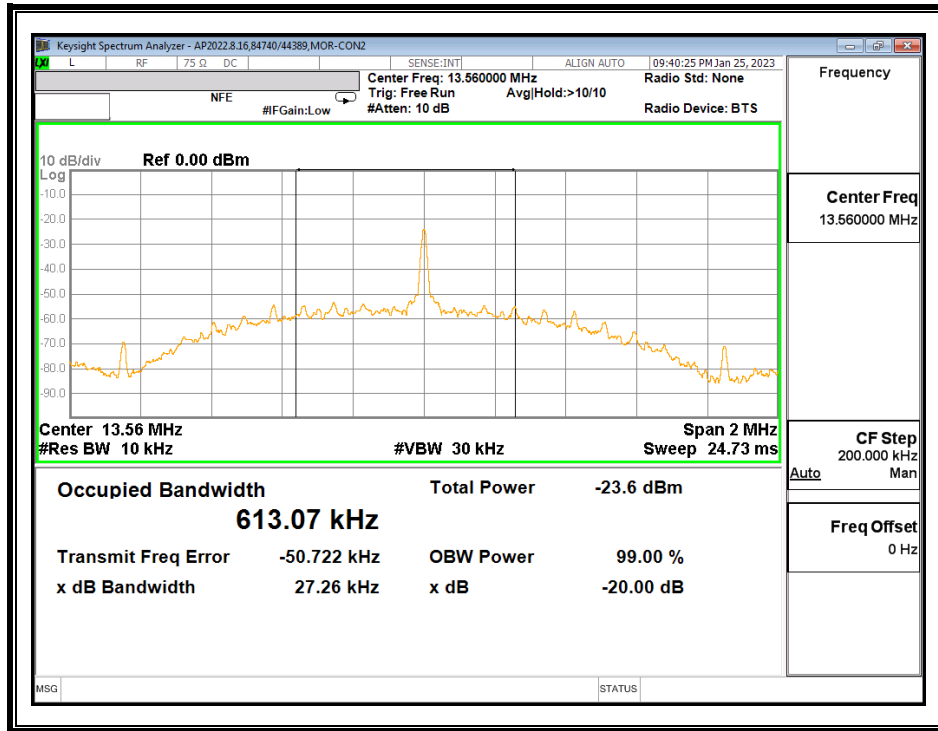 Keysight Spectrum Analyzer - AP2022.8.16,84740/44389,MOR-CON2
LXI L RF 75 Ω DC SENSE:INT ALIGN AUTO 09:40:25 PM Jan 25, 2023
NFE
#IFGain:Low
Center Freq: 13.560000 MHz
Trig: Free Run Avg|Hold:>10/10
#Atten: 10 dB
Radio Std: None
Radio Device: BTS
10 dB/div Ref 0.00 dBm
Log
-10.0
-20.0
-30.0
-40.0
-50.0
-60.0
-70.0
-80.0
-90.0
Center 13.56 MHz Span 2 MHz
#Res BW 10 kHz #VBW 30 kHz Sweep 24.73 ms
Occupied Bandwidth Total Power -23.6 dBm
613.07 kHz
Transmit Freq Error -50.722 kHz OBW Power 99.00 %
x dB Bandwidth 27.26 kHz x dB -20.00 dB
MSG STATUS
Frequency
Center Freq
13.560000 MHz
CF Step
200.000 kHz
Auto Man
Freq Offset
0 Hz